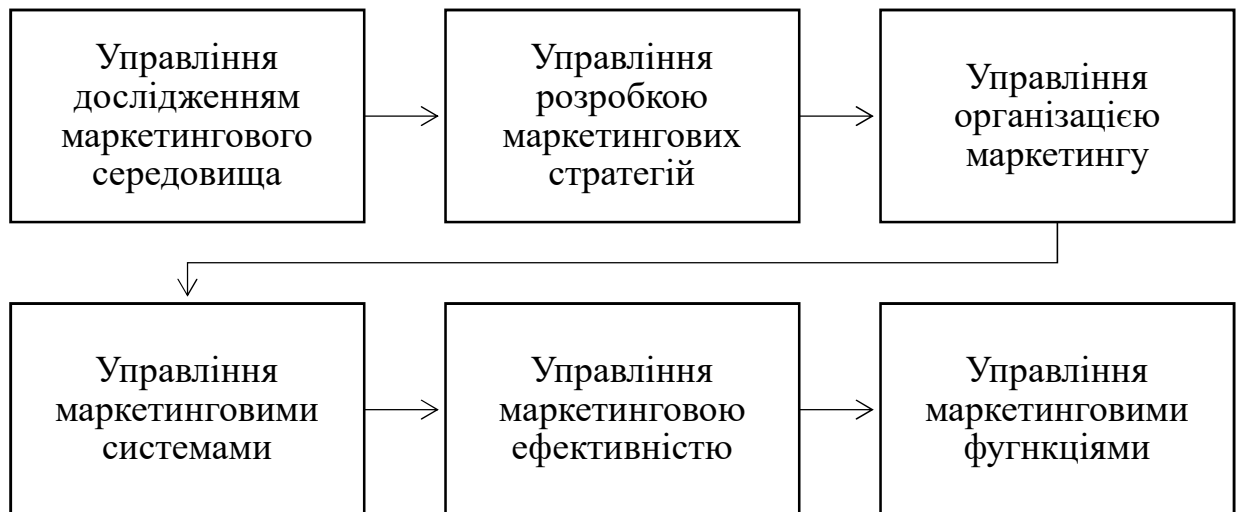 Управління
дослідженням
маркетингового
середовища
Управління
розробкою
маркетингових
стратегій
Управління
організацією
маркетингу
Управління
маркетинговими
системами
Управління
маркетинговою
ефективністю
Управління
маркетинговими
фугнкціями